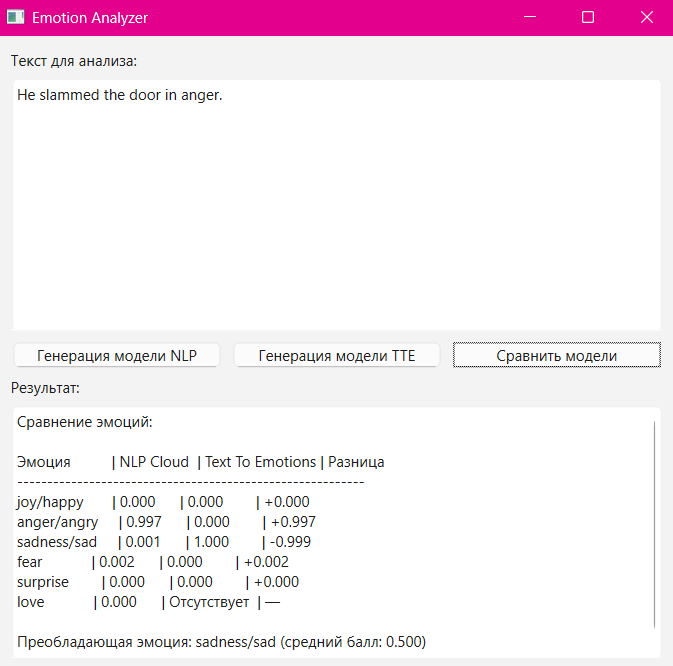 Emotion Analyzer
Текст для анализа:
He slammed the door in anger.
Генерация модели NLP Генерация модели TTE Сравнить модели
Результат:
Сравнение эмоций:
Эмоция | NLP Cloud | Text To Emotions | Разница
----------------------------------------------------------
joy/happy | 0.000 | 0.000 | +0.000
anger/angry | 0.997 | 0.000 | +0.997
sadness/sad | 0.001 | 1.000 | -0.999
fear | 0.002 | 0.000 | +0.002
surprise | 0.000 | 0.000 | +0.000
love | 0.000 | Отсутствует | —
Преобладающая эмоция: sadness/sad (средний балл: 0.500)